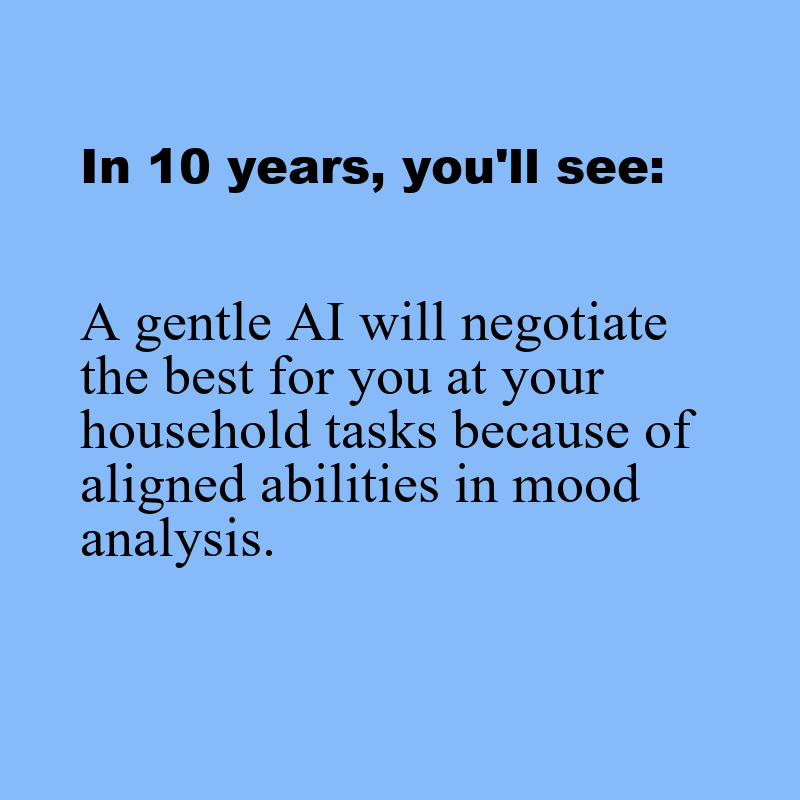 In 10 years, you'll see:
A gentle AI will negotiate
the best for you at your
household tasks because of
aligned abilities in mood
analysis.